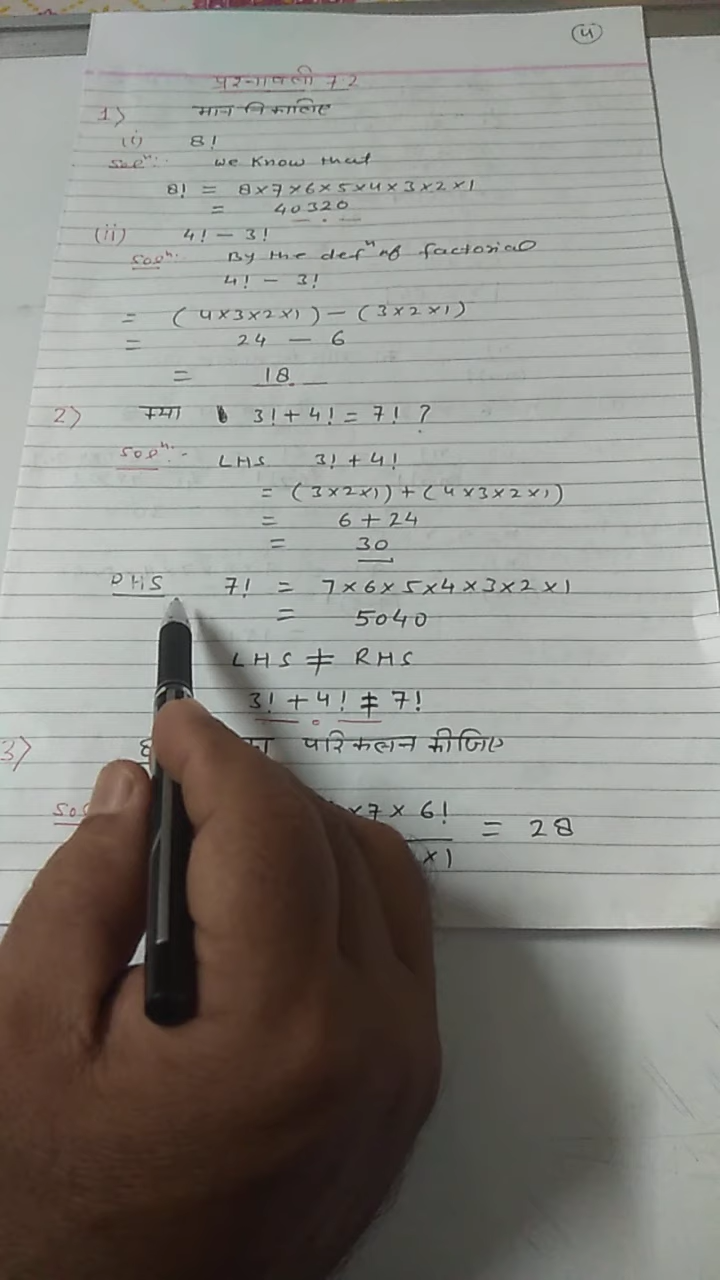 4
प्रश्नावली 7.2
1) मान निकालिए
(i) 8!
Solⁿ:- We know that
8! = 8×7×6×5×4×3×2×1
= 40320
(ii) 4! – 3!
Solⁿ:- By the defⁿ of factorial
4! – 3!
= (4×3×2×1) – (3×2×1)
= 24 – 6
= 18
2) क्या 3! + 4! = 7! ?
Solⁿ:- LHS 3! + 4!
= (3×2×1) + (4×3×2×1)
= 6 + 24
= 30
RHS 7! = 7×6×5×4×3×2×1
= 5040
LHS ≠ RHS
3! + 4! ≠ 7!
3) परिकलन कीजिए
×7×6! = 28
×1